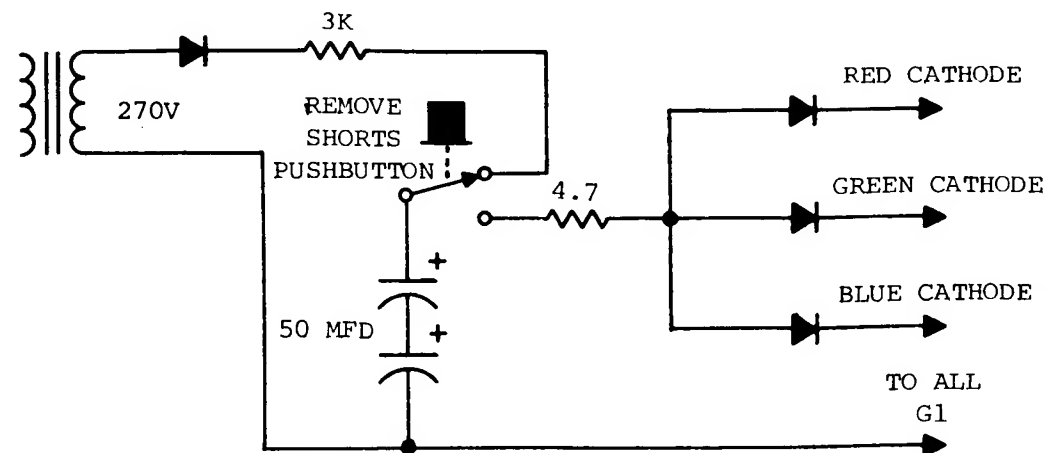 3K
270V
REMOVE
SHORTS
PUSHBUTTON
4.7
+
50 MFD
+
RED CATHODE
GREEN CATHODE
BLUE CATHODE
TO ALL
G1